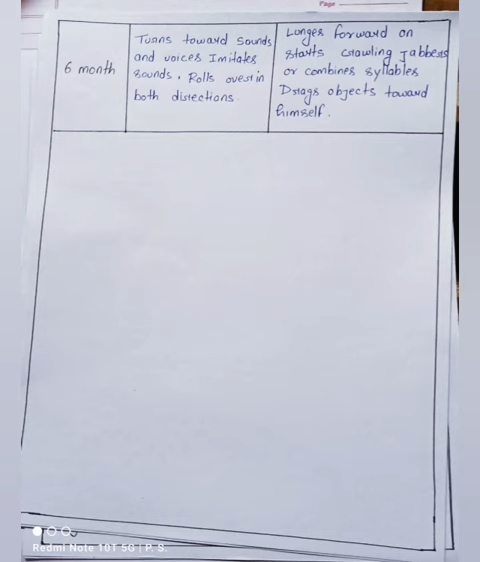 Page
6 month
Turns toward sounds
and voices Imitates
sounds. Rolls over in
both directions.
Lunges forward on
starts crawling Jabbers
or combines syllables
Drags objects toward
himself.
Redmi Note 10T 5G | P. S.